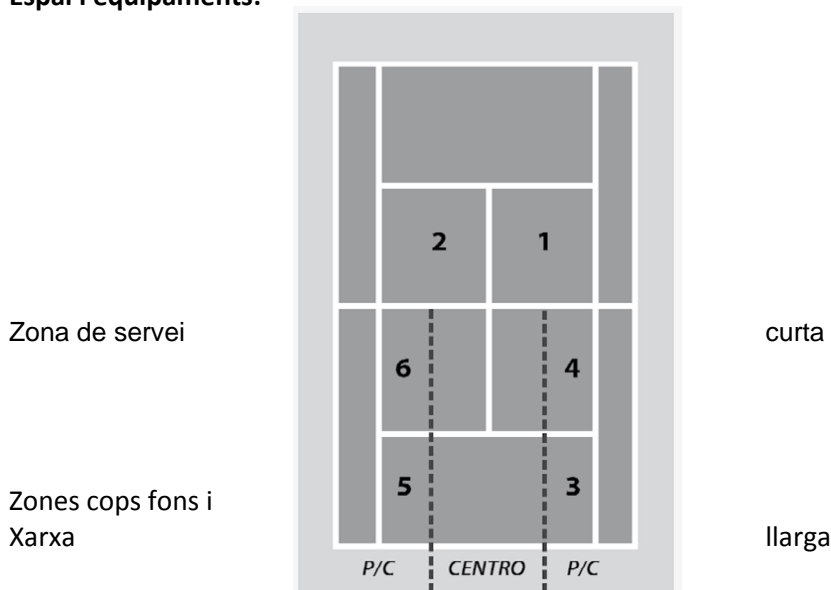 Espai i equipaments:
2 1
Zona de servei curta
6 4
5 3
Zones cops fons i
Xarxa llarga
P/C CENTRO P/C